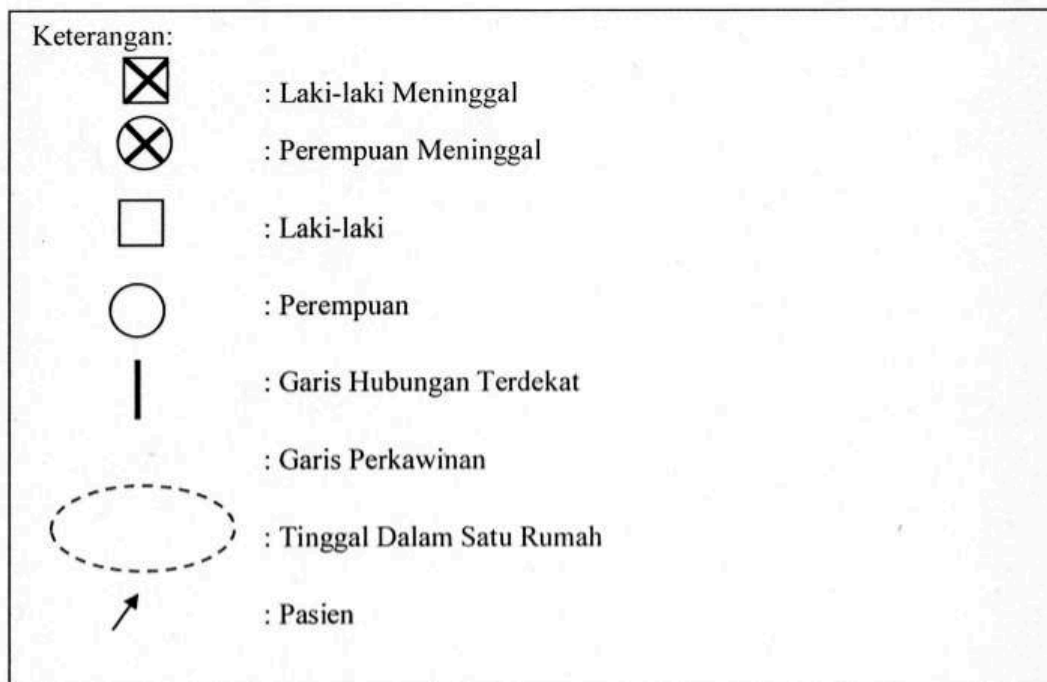 Keterangan:
: Laki-laki Meninggal
: Perempuan Meninggal
: Laki-laki
: Perempuan
: Garis Hubungan Terdekat
: Garis Perkawinan
: Tinggal Dalam Satu Rumah
: Pasien